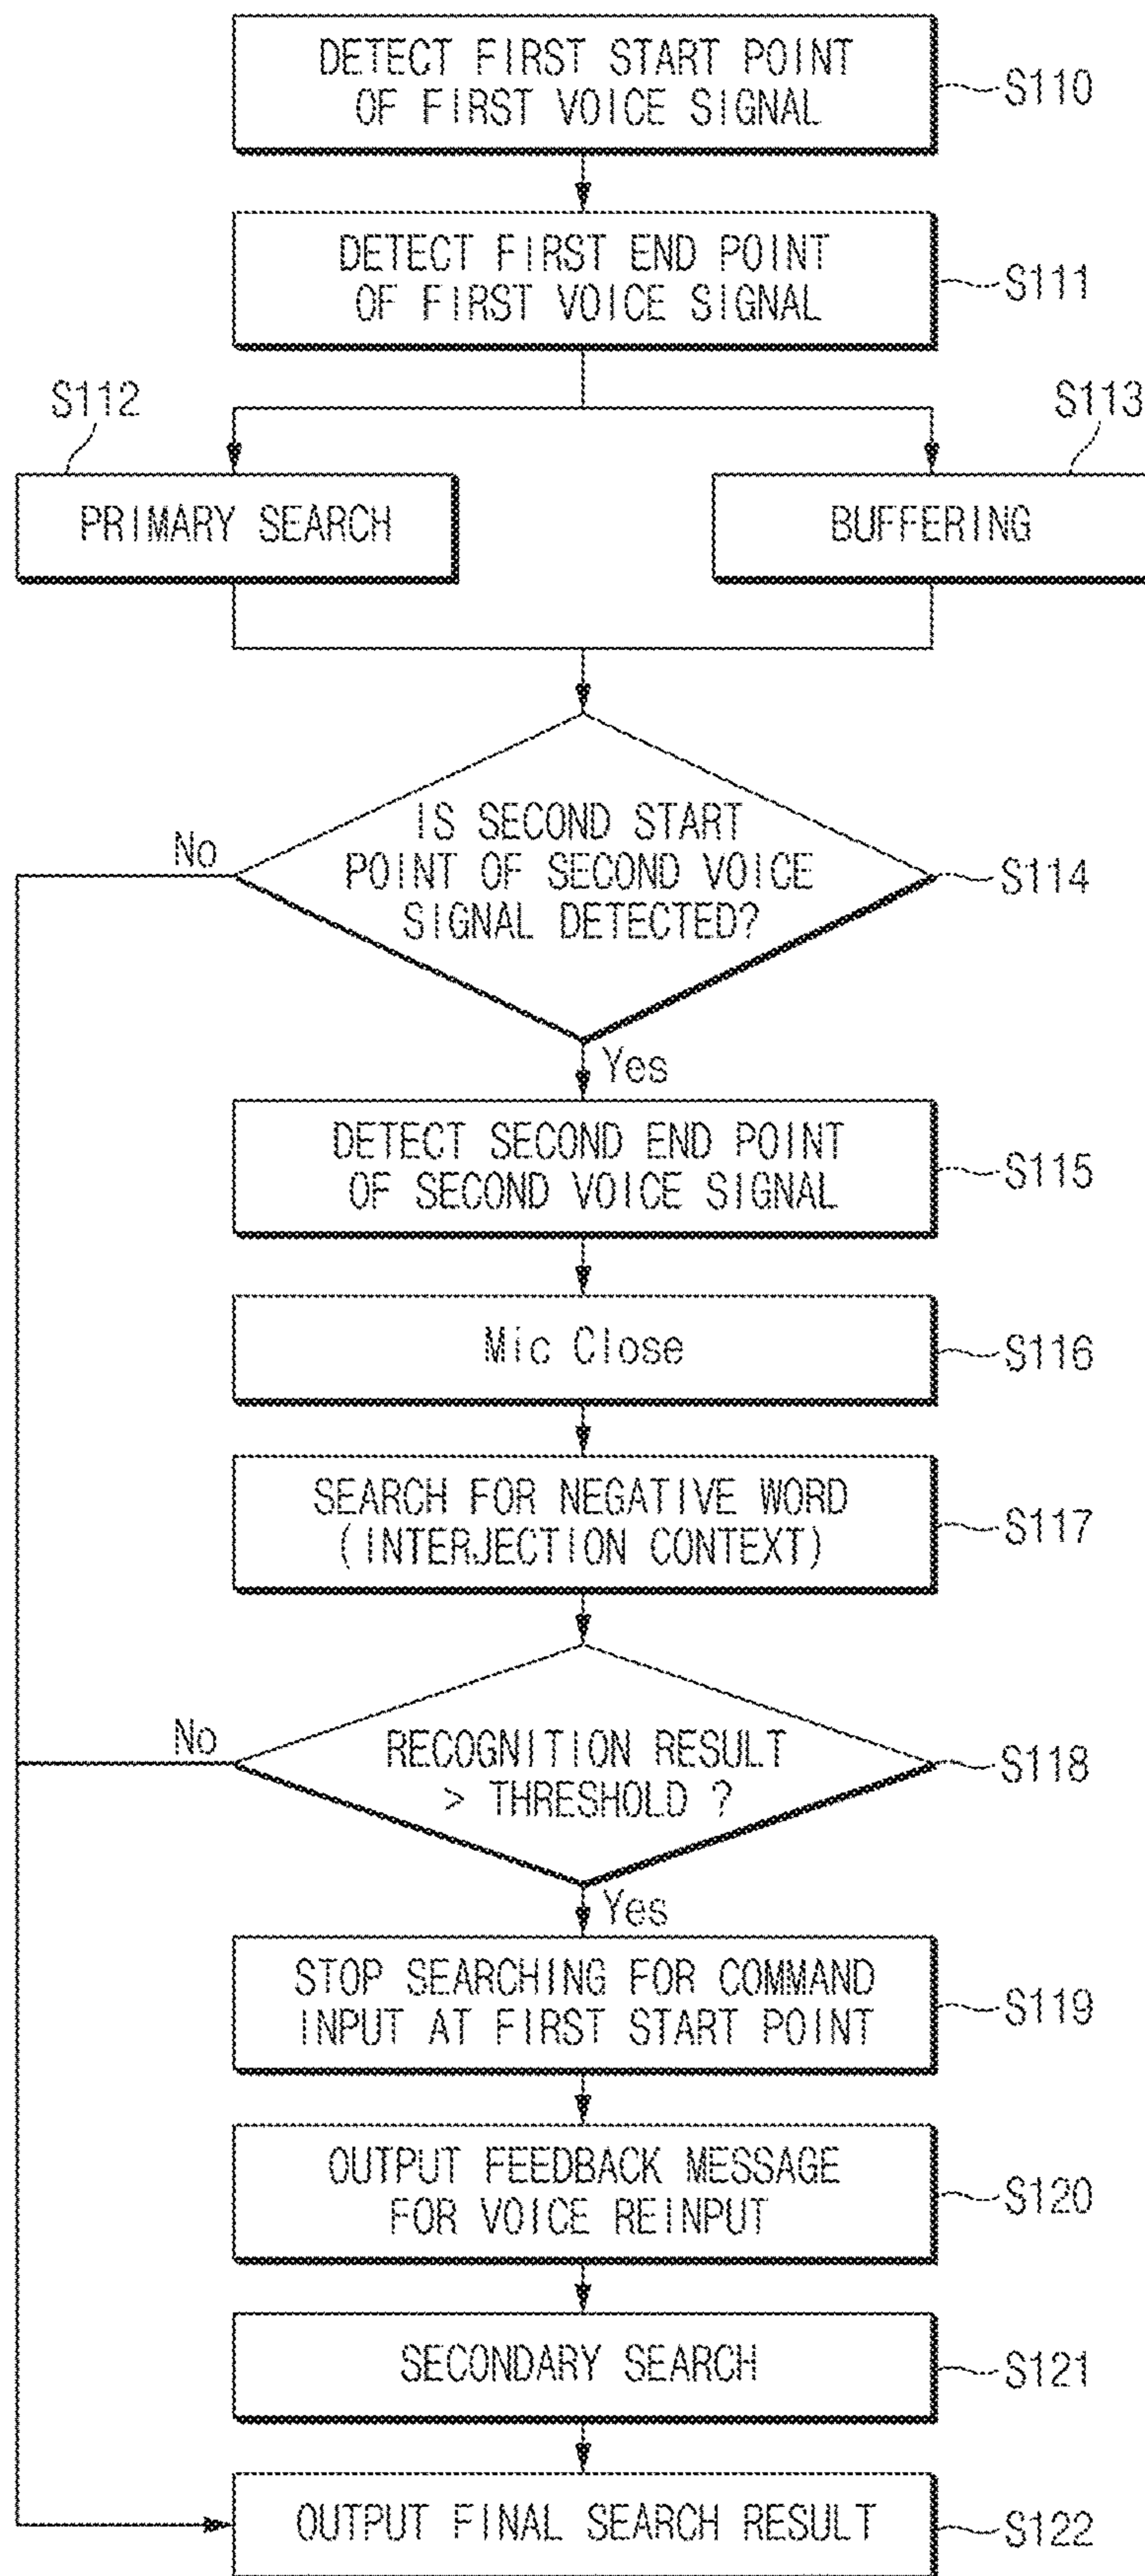 DETECT FIRST START POINT
OF FIRST VOICE SIGNAL
S110
DETECT FIRST END POINT
OF FIRST VOICE SIGNAL
S111
S112
S113
PRIMARY SEARCH
BUFFERING
No
IS SECOND START
POINT OF SECOND VOICE
SIGNAL DETECTED?
S114
Yes
DETECT SECOND END POINT
OF SECOND VOICE SIGNAL
S115
Mic Close
S116
SEARCH FOR NEGATIVE WORD
(INTERJECTION CONTEXT)
S117
No
RECOGNITION RESULT
> THRESHOLD ?
S118
Yes
STOP SEARCHING FOR COMMAND
INPUT AT FIRST START POINT
S119
OUTPUT FEEDBACK MESSAGE
FOR VOICE REINPUT
S120
SECONDARY SEARCH
S121
OUTPUT FINAL SEARCH RESULT
S122